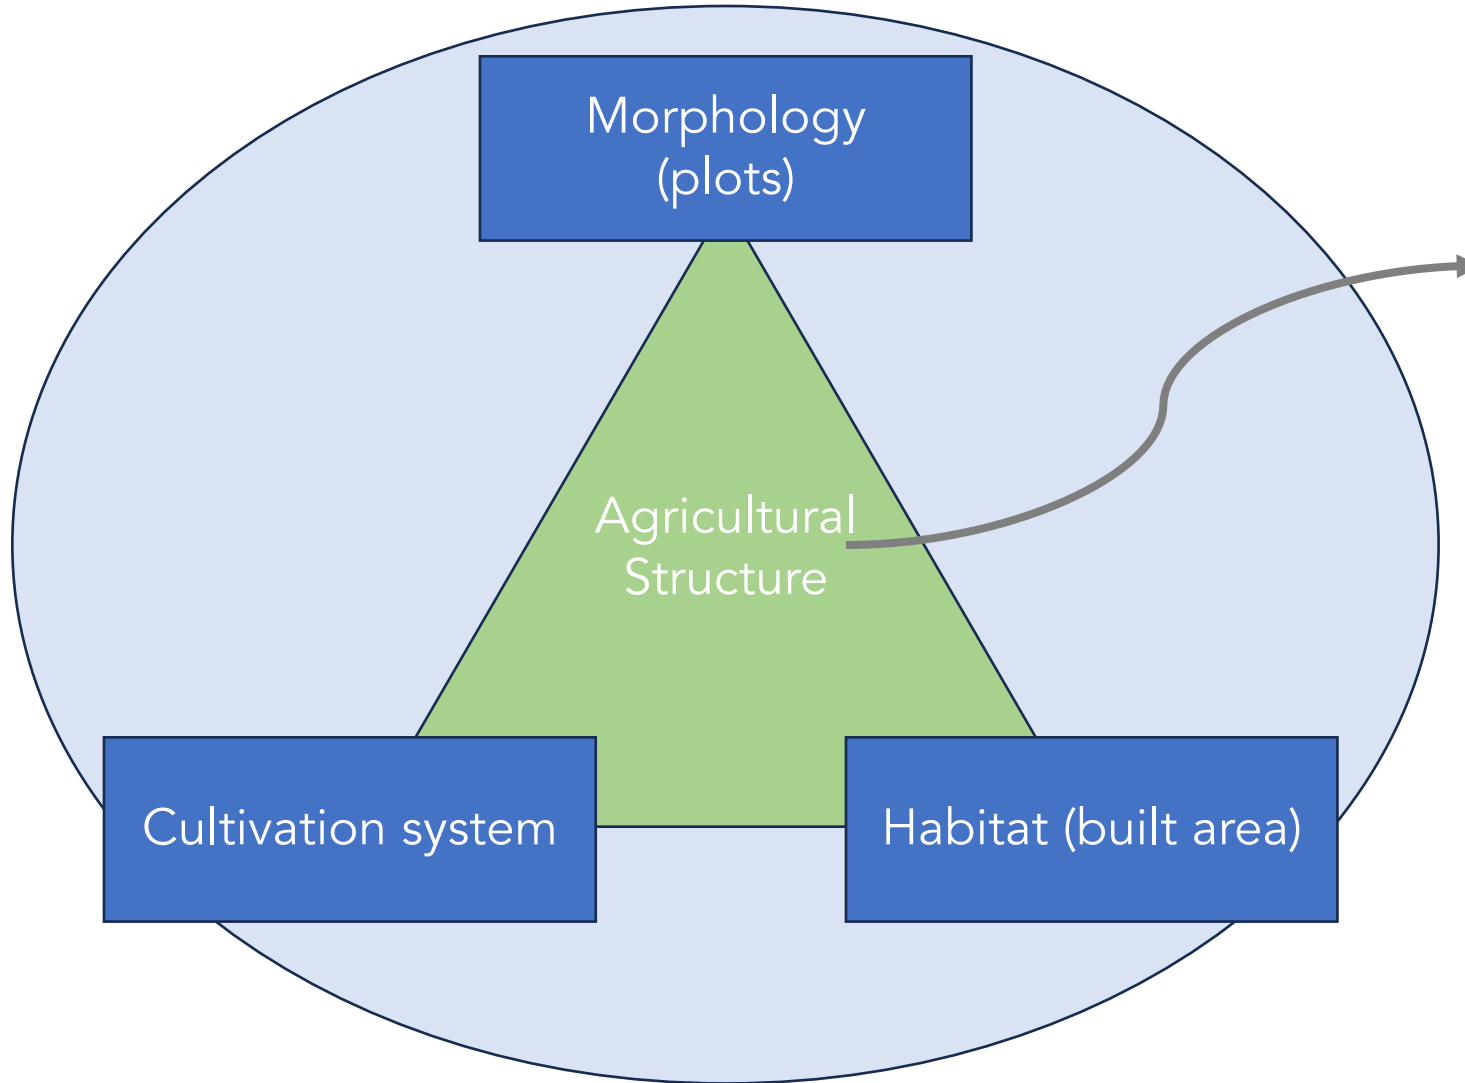 Morphology
(plots)
Agricultural
Structure
Cultivation system
Habitat (built area)